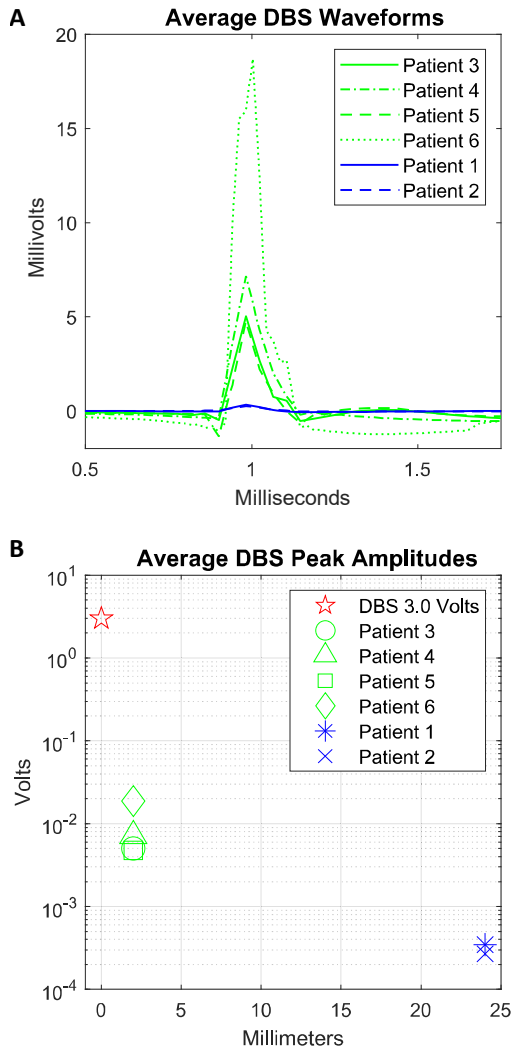 A
Average DBS Waveforms
20
15
10
5
0
Millivolts
Patient 3
Patient 4
Patient 5
Patient 6
Patient 1
Patient 2
0.5
1
1.5
Milliseconds
B
Average DBS Peak Amplitudes
10^1
10^0
10^-1
10^-2
10^-3
10^-4
Volts
DBS 3.0 Volts
Patient 3
Patient 4
Patient 5
Patient 6
Patient 1
Patient 2
0
5
10
15
20
25
Millimeters